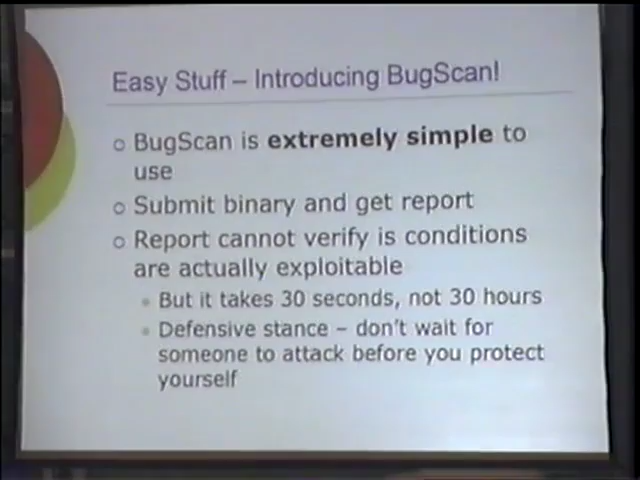 Easy Stuff – Introducing BugScan!
BugScan is extremely simple to
use
Submit binary and get report
Report cannot verify is conditions
are actually exploitable
But it takes 30 seconds, not 30 hours
Defensive stance – don't wait for
someone to attack before you protect
yourself